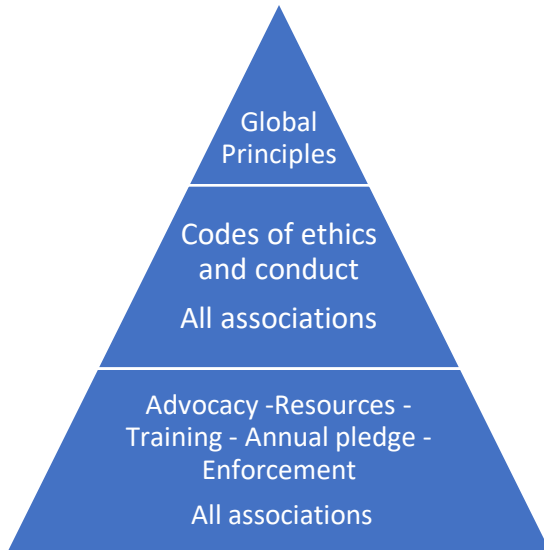 Global
Principles
Codes of ethics
and conduct
All associations
Advocacy -Resources -
Training - Annual pledge -
Enforcement
All associations